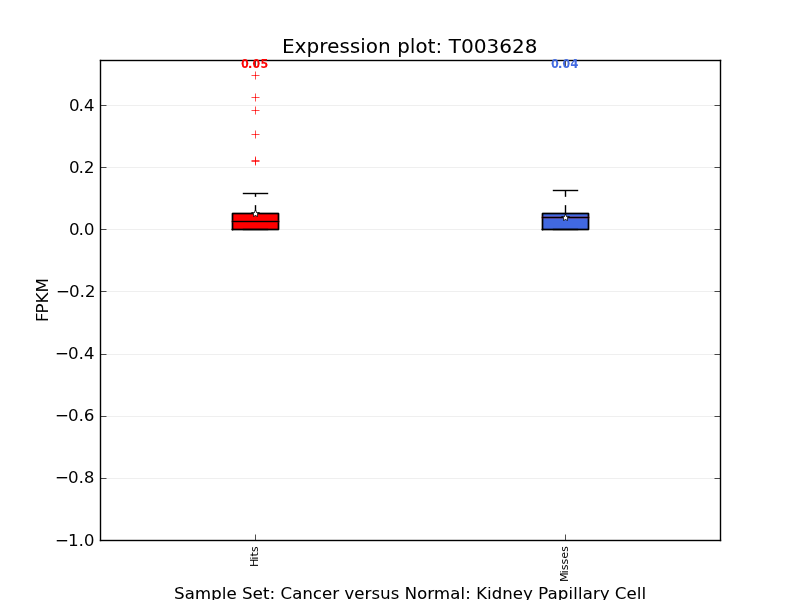 Expression plot: T003628
0.05
0.04
0.4
0.2
0.0
−0.2
−0.4
−0.6
−0.8
−1.0
FPKM
Hits
Misses
Sample Set: Cancer versus Normal: Kidney Papillary Cell